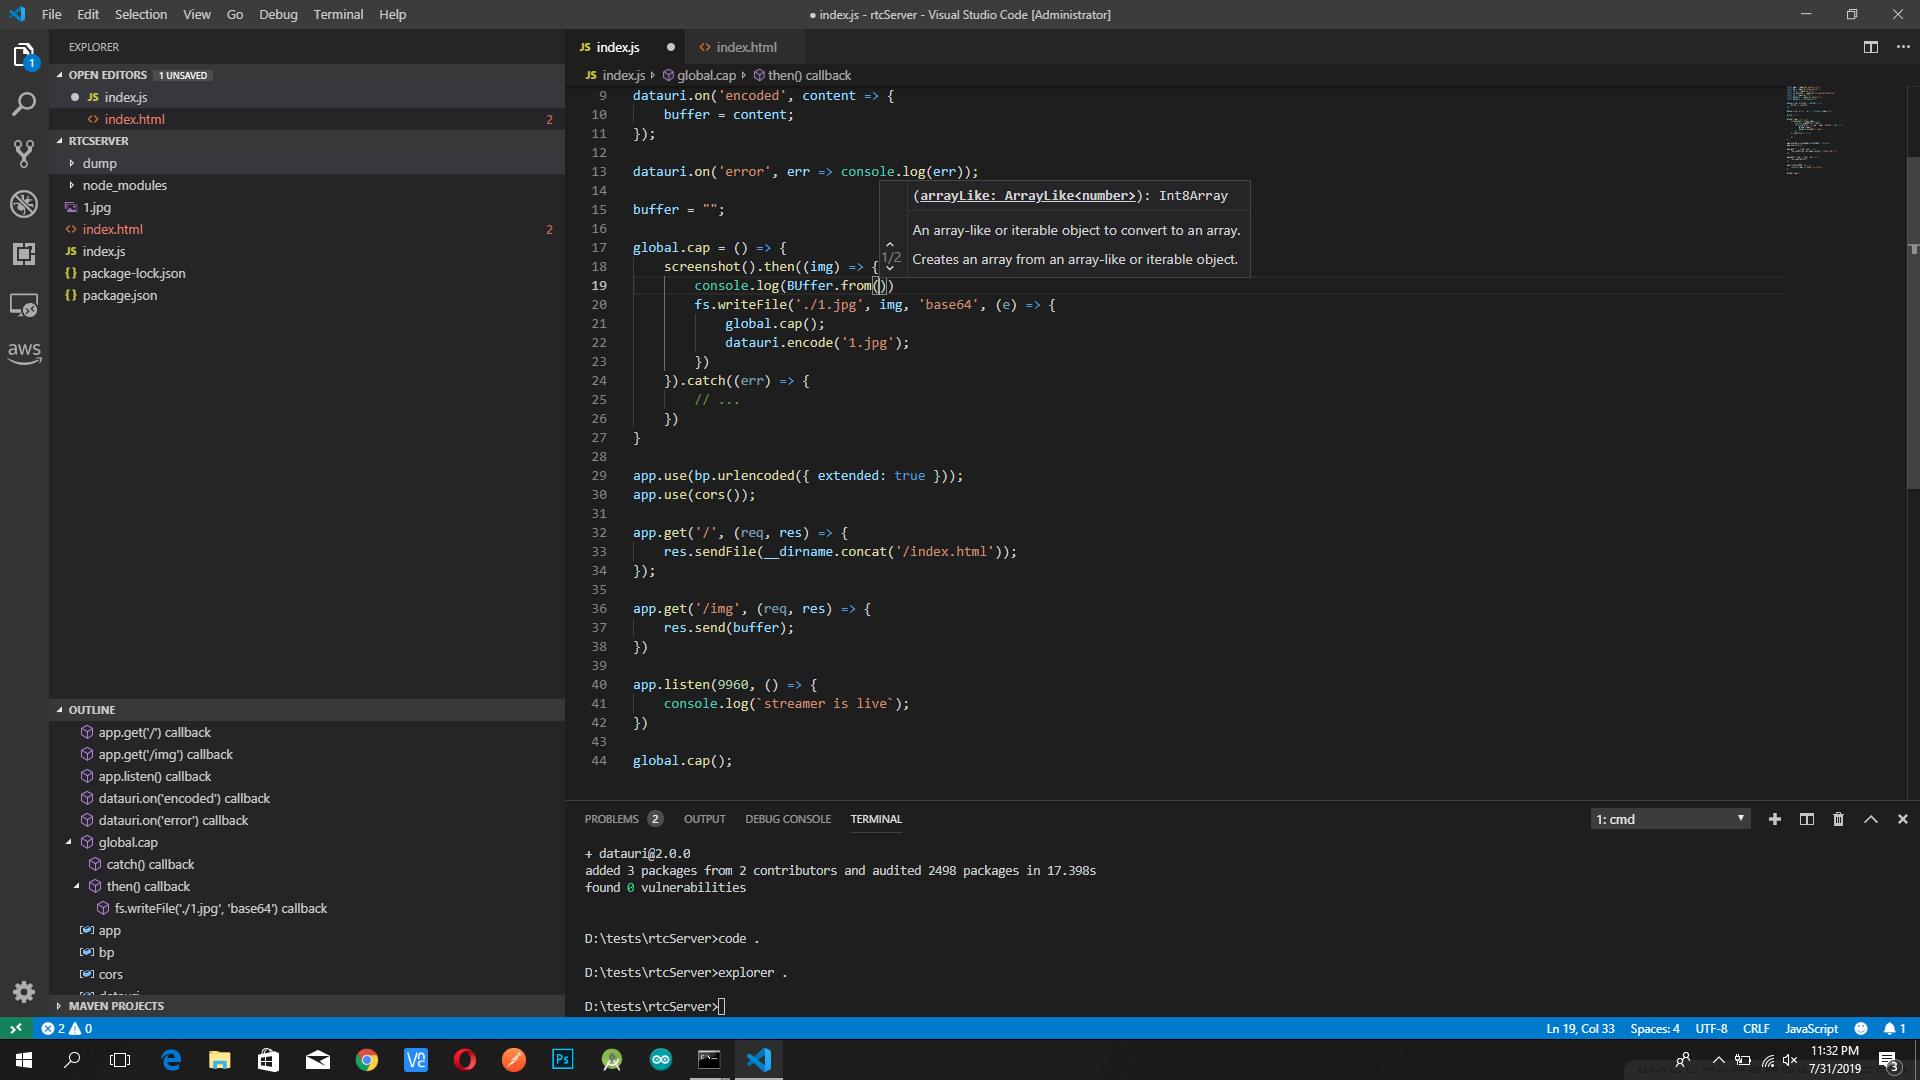 File Edit Selection View Go Debug Terminal Help
● index.js - rtcServer - Visual Studio Code [Administrator]
1
EXPLORER
OPEN EDITORS 1 UNSAVED
● JS index.js
<> index.html 2
RTCSERVER
dump
node_modules
1.jpg
<> index.html 2
JS index.js
{} package-lock.json
{} package.json
aws
OUTLINE
app.get('/') callback
app.get('/img') callback
app.listen() callback
datauri.on('encoded') callback
datauri.on('error') callback
global.cap
catch() callback
then() callback
fs.writeFile('./1.jpg', 'base64') callback
app
bp
cors
MAVEN PROJECTS
JS index.js ● <> index.html
JS index.js global.cap then() callback
9 datauri.on('encoded', content => {
10 buffer = content;
11 });
12
13 datauri.on('error', err => console.log(err));
14
15 buffer = "";
16
17 global.cap = () => {
18 screenshot().then((img) => {
19 console.log(BUffer.from())
20 fs.writeFile('./1.jpg', img, 'base64', (e) => {
21 global.cap();
22 datauri.encode('1.jpg');
23 })
24 }).catch((err) => {
25 // ...
26 })
27 }
28
29 app.use(bp.urlencoded({ extended: true }));
30 app.use(cors());
31
32 app.get('/', (req, res) => {
33 res.sendFile(__dirname.concat('/index.html'));
34 });
35
36 app.get('/img', (req, res) => {
37 res.send(buffer);
38 })
39
40 app.listen(9960, () => {
41 console.log(`streamer is live`);
42 })
43
44 global.cap();
(arrayLike: ArrayLike<number>): Int8Array
1/2
An array-like or iterable object to convert to an array.
Creates an array from an array-like or iterable object.
PROBLEMS 2 OUTPUT DEBUG CONSOLE TERMINAL
1: cmd
+ datauri@2.0.0
added 3 packages from 2 contributors and audited 2498 packages in 17.398s
found 0 vulnerabilities
D:\tests\rtcServer>code .
D:\tests\rtcServer>explorer .
D:\tests\rtcServer>
2 0
Ln 19, Col 33 Spaces: 4 UTF-8 CRLF JavaScript 1
Ps
11:32 PM
7/31/2019
3